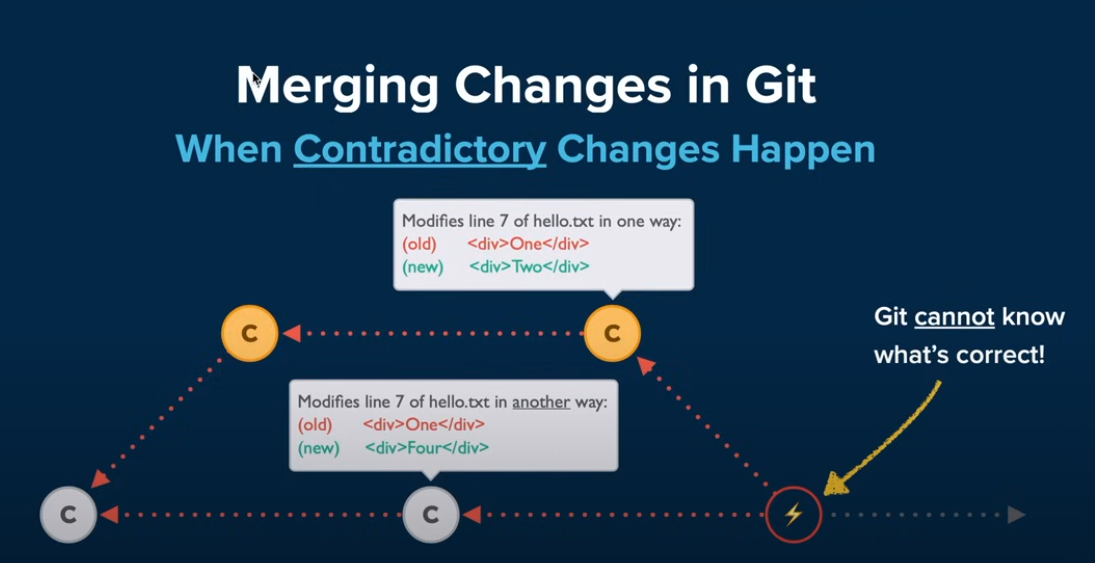 Merging Changes in Git
When Contradictory Changes Happen
Modifies line 7 of hello.txt in one way:
(old) <div>One</div>
(new) <div>Two</div>
C
C
Git cannot know
what's correct!
Modifies line 7 of hello.txt in another way:
(old) <div>One</div>
(new) <div>Four</div>
C
C